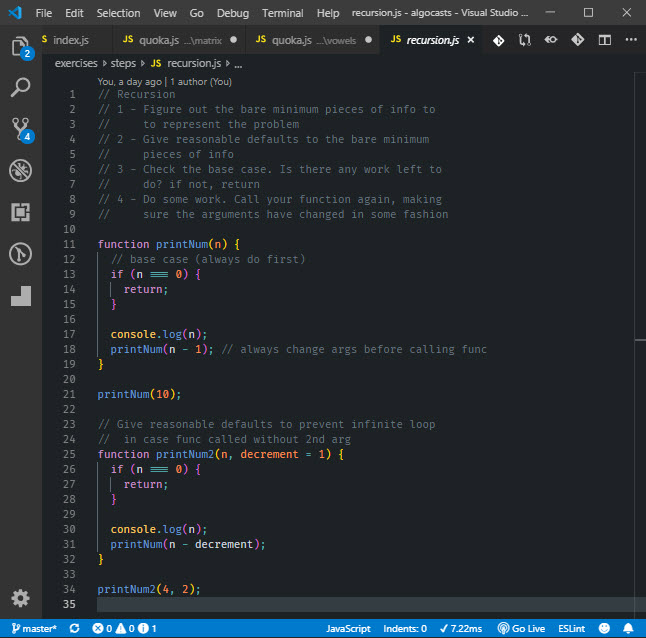 File Edit Selection View Go Debug Terminal Help recursion.js - algocasts - Visual Studio ...
JS index.js JS quoka.js ...\matrix JS quoka.js ...\vowels JS recursion.js
exercises > steps > JS recursion.js > ...
You, a day ago | 1 author (You)
1 // Recursion
2 // 1 - Figure out the bare minimum pieces of info to
3 //     to represent the problem
4 // 2 - Give reasonable defaults to the bare minimum
5 //     pieces of info
6 // 3 - Check the base case. Is there any work left to
7 //     do? if not, return
8 // 4 - Do some work. Call your function again, making
9 //     sure the arguments have changed in some fashion
10
11 function printNum(n) {
12   // base case (always do first)
13   if (n === 0) {
14     return;
15   }
16
17   console.log(n);
18   printNum(n - 1); // always change args before calling func
19 }
20
21 printNum(10);
22
23 // Give reasonable defaults to prevent infinite loop
24 //  in case func called without 2nd arg
25 function printNum2(n, decrement = 1) {
26   if (n === 0) {
27     return;
28   }
29
30   console.log(n);
31   printNum(n - decrement);
32 }
33
34 printNum2(4, 2);
35
2
4
master* 0 0 1 JavaScript Indents: 0 ✓ 7.22ms Go Live ESLint